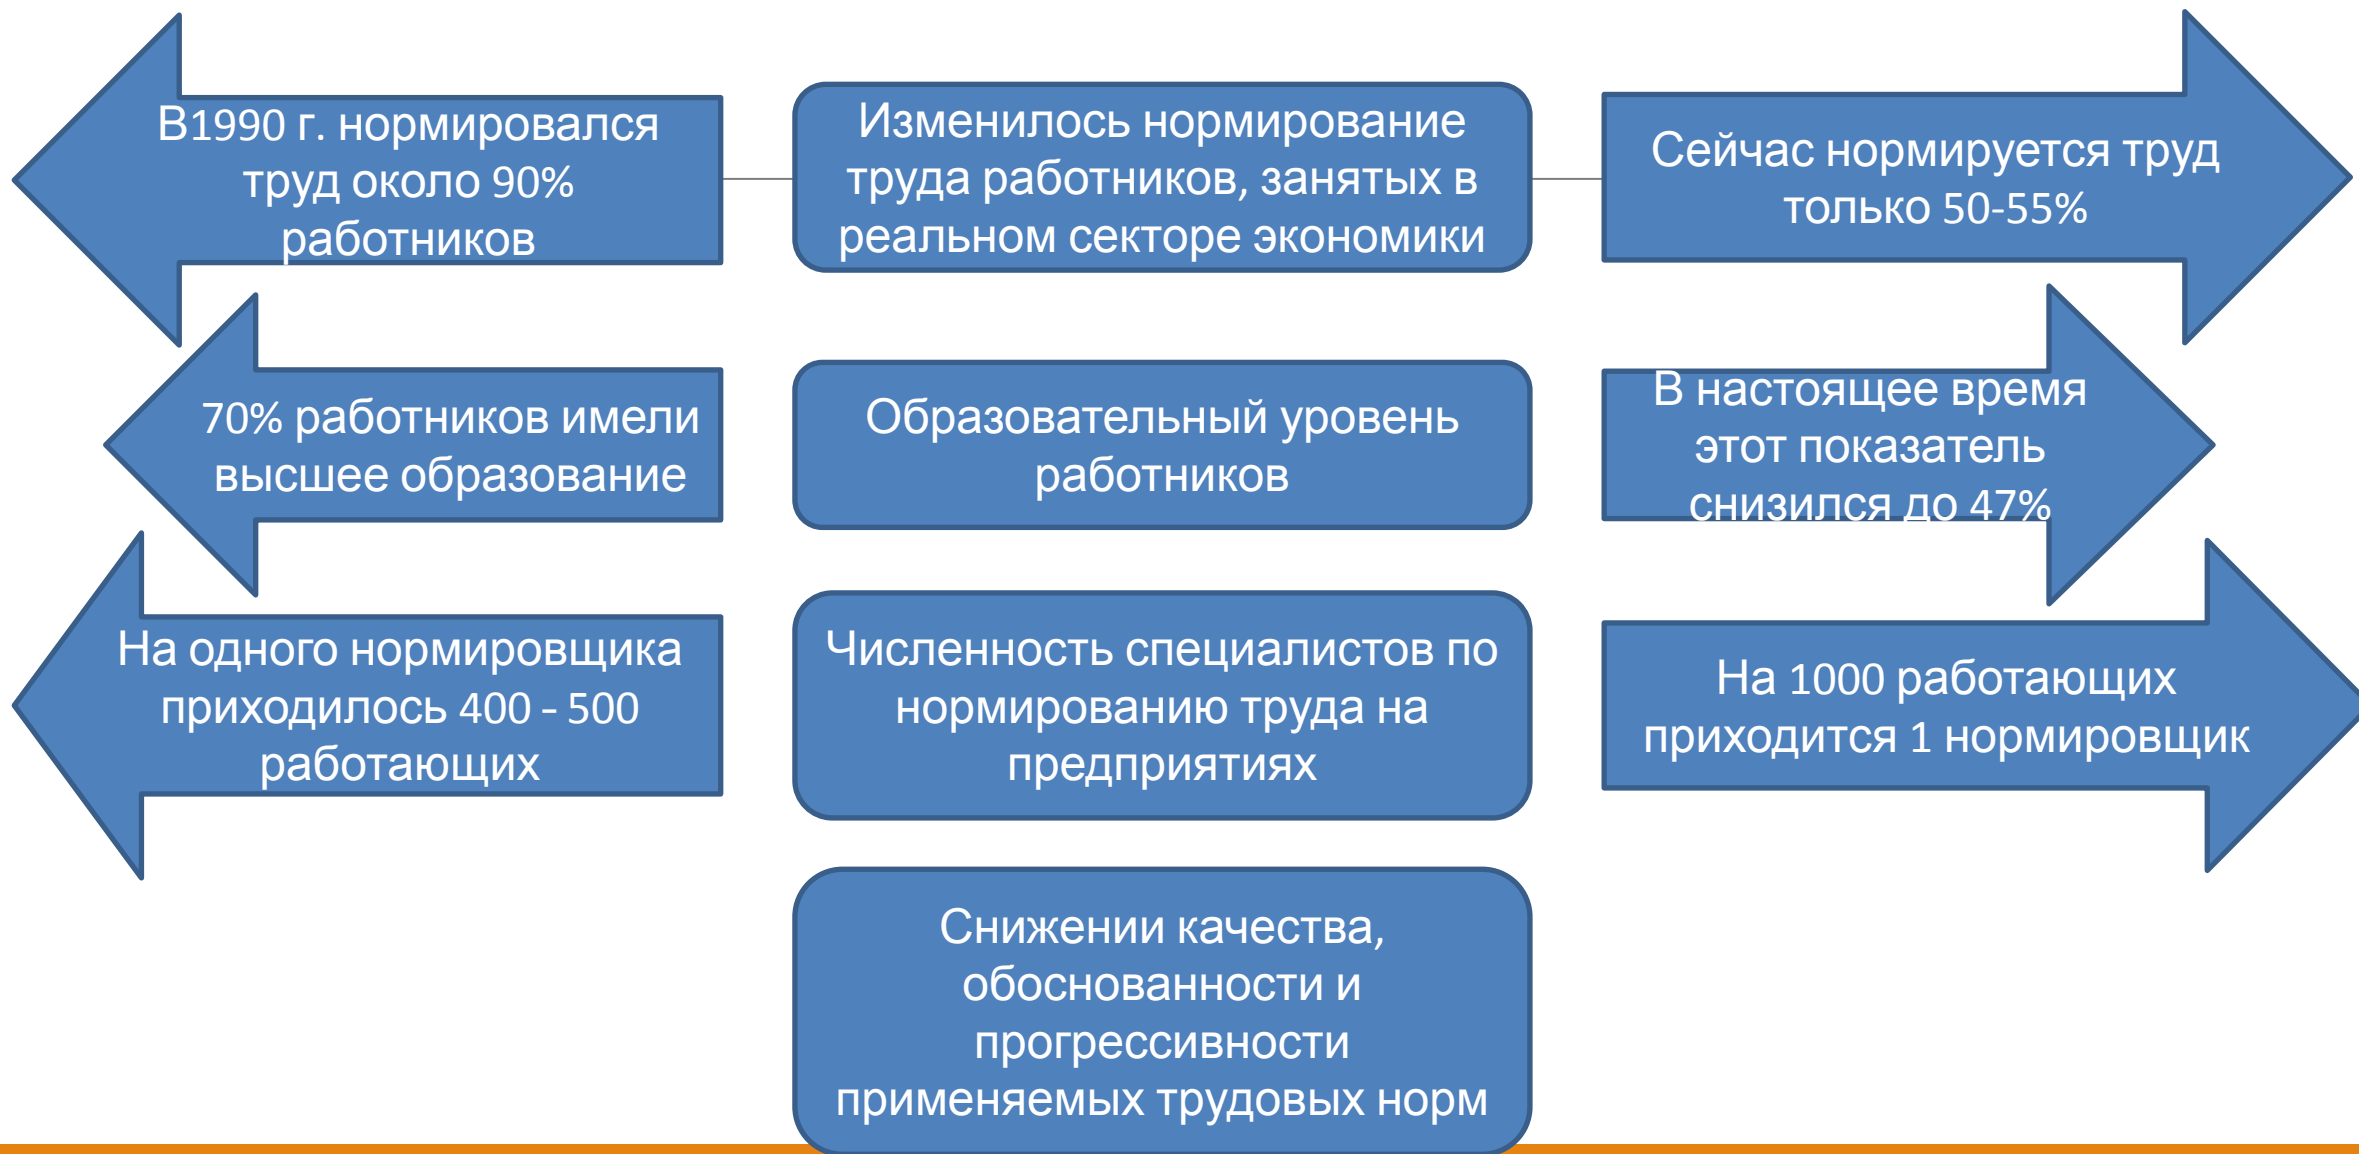 В1990 г. нормировался
труд около 90%
работников
Изменилось нормирование
труда работников, занятых в
реальном секторе экономики
Сейчас нормируется труд
только 50-55%
70% работников имели
высшее образование
Образовательный уровень
работников
В настоящее время
этот показатель
снизился до 47%
На одного нормировщика
приходилось 400 - 500
работающих
Численность специалистов по
нормированию труда на
предприятиях
На 1000 работающих
приходится 1 нормировщик
Снижении качества,
обоснованности и
прогрессивности
применяемых трудовых норм